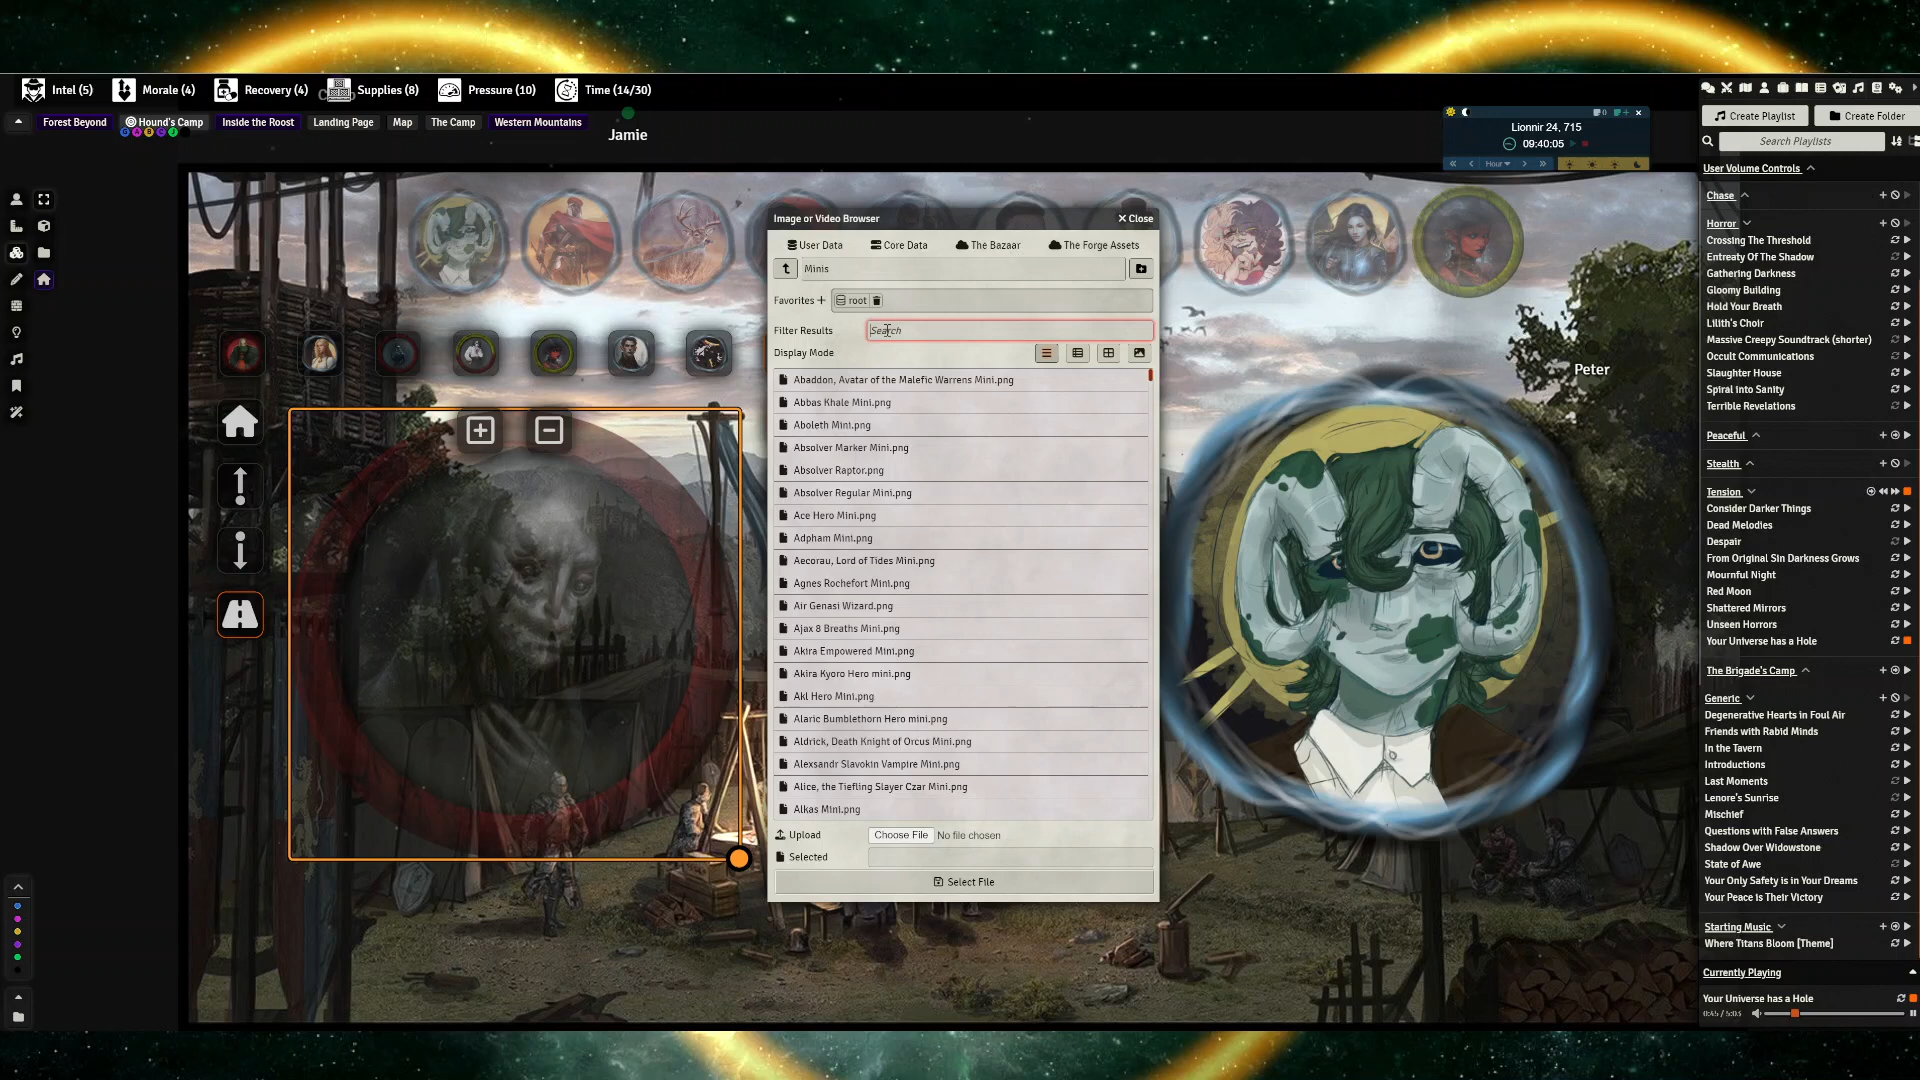 Intel (5)
Morale (4)
Recovery (4)
Supplies (8)
Pressure (10)
Time (14/30)
Forest Beyond
Hound's Camp
Inside the Roost
Landing Page
Map
The Camp
Western Mountains
G A B C J
Jamie
Lionnir 24, 715
09:40:05
Hour
Image or Video Browser
Close
User Data
Core Data
The Bazaar
The Forge Assets
Minis
Favorites +
root
Filter Results
Search
Display Mode
Abaddon, Avatar of the Malefic Warrens Mini.png
Abbas Khale Mini.png
Aboleth Mini.png
Absolver Marker Mini.png
Absolver Raptor.png
Absolver Regular Mini.png
Ace Hero Mini.png
Adpham Mini.png
Aecorau, Lord of Tides Mini.png
Agnes Rochefort Mini.png
Air Genasi Wizard.png
Ajax 8 Breaths Mini.png
Akira Empowered Mini.png
Akira Kyoro Hero mini.png
Akl Hero Mini.png
Alaric Bumblethorn Hero mini.png
Aldrick, Death Knight of Orcus Mini.png
Alexsandr Slavokin Vampire Mini.png
Alice, the Tiefling Slayer Czar Mini.png
Alkas Mini.png
Upload
Choose File No file chosen
Selected
Select File
Peter
Create Playlist
Create Folder
Search Playlists
User Volume Controls
Chase
Horror
Crossing The Threshold
Entreaty Of The Shadow
Gathering Darkness
Gloomy Building
Hold Your Breath
Lilith's Choir
Massive Creepy Soundtrack (shorter)
Occult Communications
Slaughter House
Spiral into Sanity
Terrible Revelations
Peaceful
Stealth
Tension
Consider Darker Things
Dead Melodies
Despair
From Original Sin Darkness Grows
Mournful Night
Red Moon
Shattered Mirrors
Unseen Horrors
Your Universe has a Hole
The Brigade's Camp
Generic
Degenerative Hearts in Foul Air
Friends with Rabid Minds
In the Tavern
Introductions
Last Moments
Lenore's Sunrise
Mischief
Questions with False Answers
Shadow Over Widowstone
State of Awe
Your Only Safety is in Your Dreams
Your Peace is Their Victory
Starting Music
Where Titans Bloom [Theme]
Currently Playing
Your Universe has a Hole
0:45 / 5:03